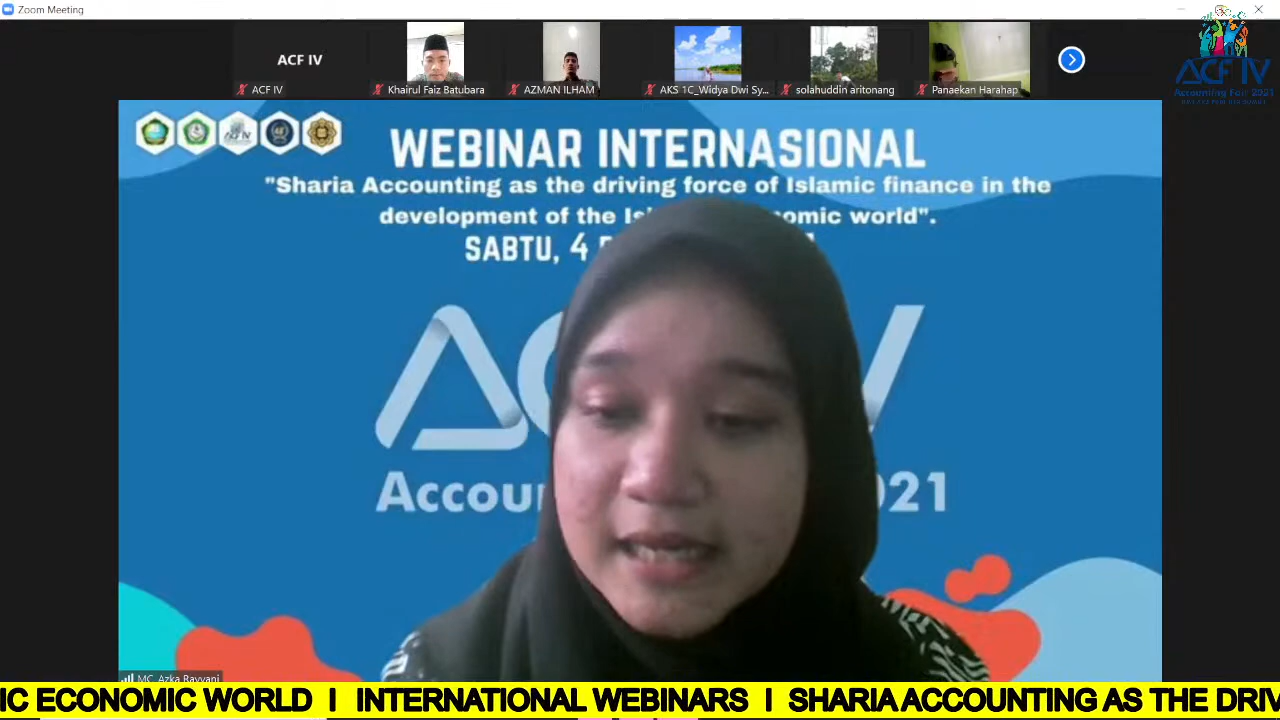 Zoom Meeting
ACF IV
ACF IV
Khairul Faiz Batubara
AZMAN ILHAM
AKS 1C_Widya Dwi Sy...
solahuddin aritonang
Panaekan Harahap
ACF IV
Accounting Fair 2021
WEBINAR INTERNASIONAL
"Sharia Accounting as the driving force of Islamic finance in the
development of the Is omic world".
SABTU, 4
AC V
Accou 021
MC_Azka Rayyani
IC ECONOMIC WORLD I INTERNATIONAL WEBINARS I SHARIA ACCOUNTING AS THE DRIV